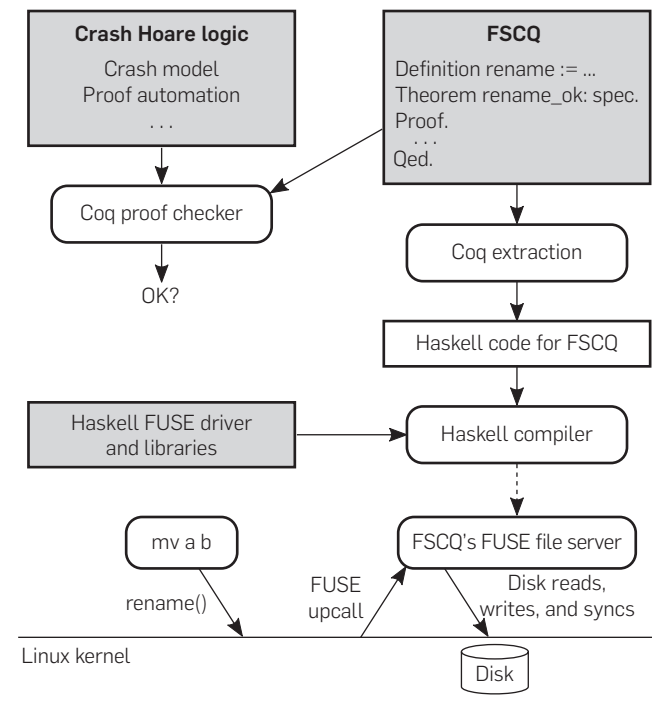 Crash Hoare logic
Crash model
Proof automation
. . .
FSCQ
Definition rename := ...
Theorem rename_ok: spec.
Proof.
. . .
Qed.
Coq proof checker
OK?
Coq extraction
Haskell code for FSCQ
Haskell FUSE driver
and libraries
Haskell compiler
mv a b
FSCQ's FUSE file server
rename()
FUSE
upcall
Disk reads,
writes, and syncs
Linux kernel
Disk